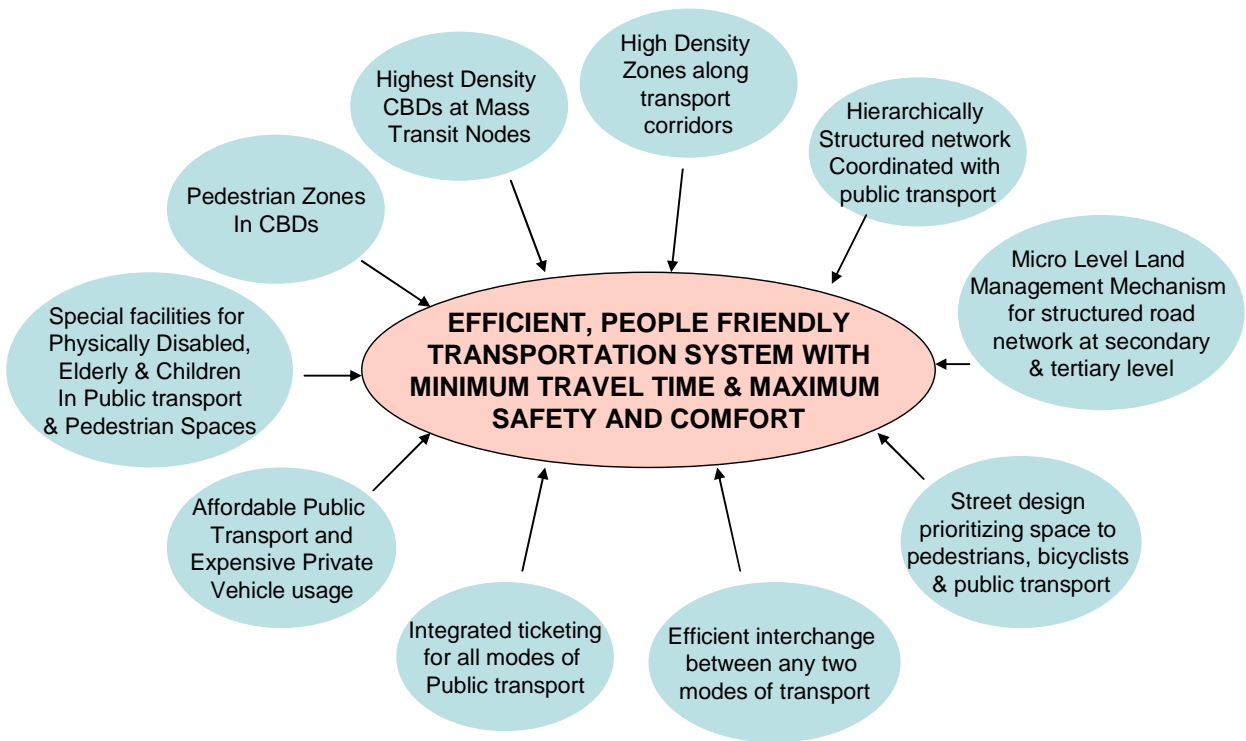 High Density
Zones along
transport
corridors
Highest Density
CBDs at Mass
Transit Nodes
Hierarchically
Structured network
Coordinated with
public transport
Pedestrian Zones
In CBDs
Micro Level Land
Management Mechanism
for structured road
network at secondary
& tertiary level
Special facilities for
Physically Disabled,
Elderly & Children
In Public transport
& Pedestrian Spaces
EFFICIENT, PEOPLE FRIENDLY
TRANSPORTATION SYSTEM WITH
MINIMUM TRAVEL TIME & MAXIMUM
SAFETY AND COMFORT
Affordable Public
Transport and
Expensive Private
Vehicle usage
Street design
prioritizing space to
pedestrians, bicyclists
& public transport
Integrated ticketing
for all modes of
Public transport
Efficient interchange
between any two
modes of transport